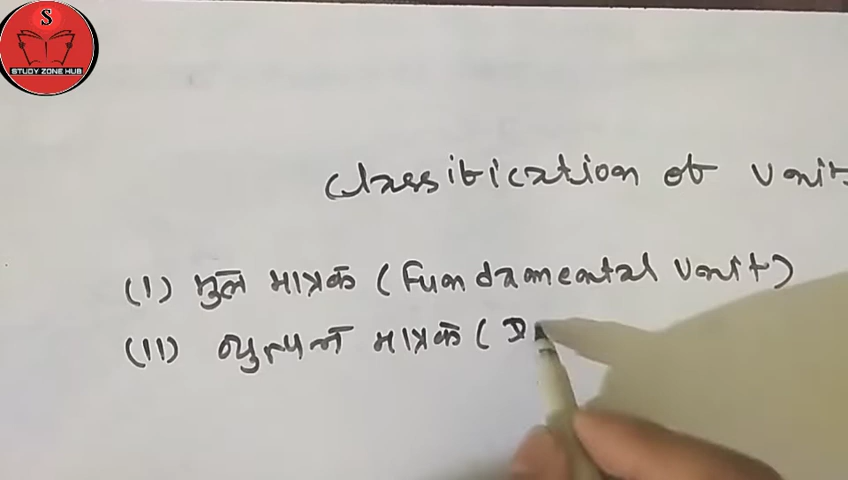 S
STUDY ZONE HUB
Classification of Unit
(I) मुल मात्रक (Fundamental Unit)
(II) व्युत्पन्न मात्रक ( D